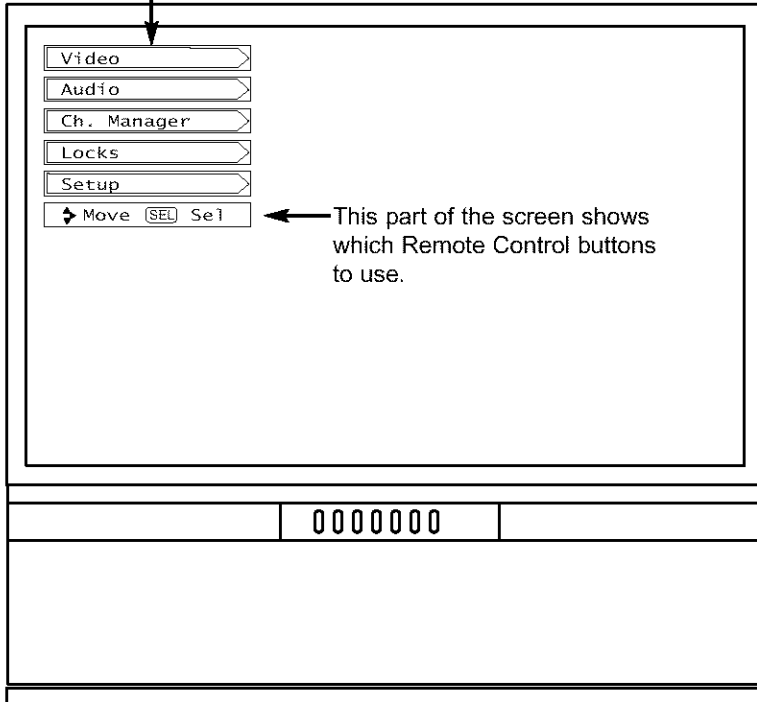 Video
Audio
Ch. Manager
Locks
Setup
Move SEL Sel
This part of the screen shows
which Remote Control buttons
to use.